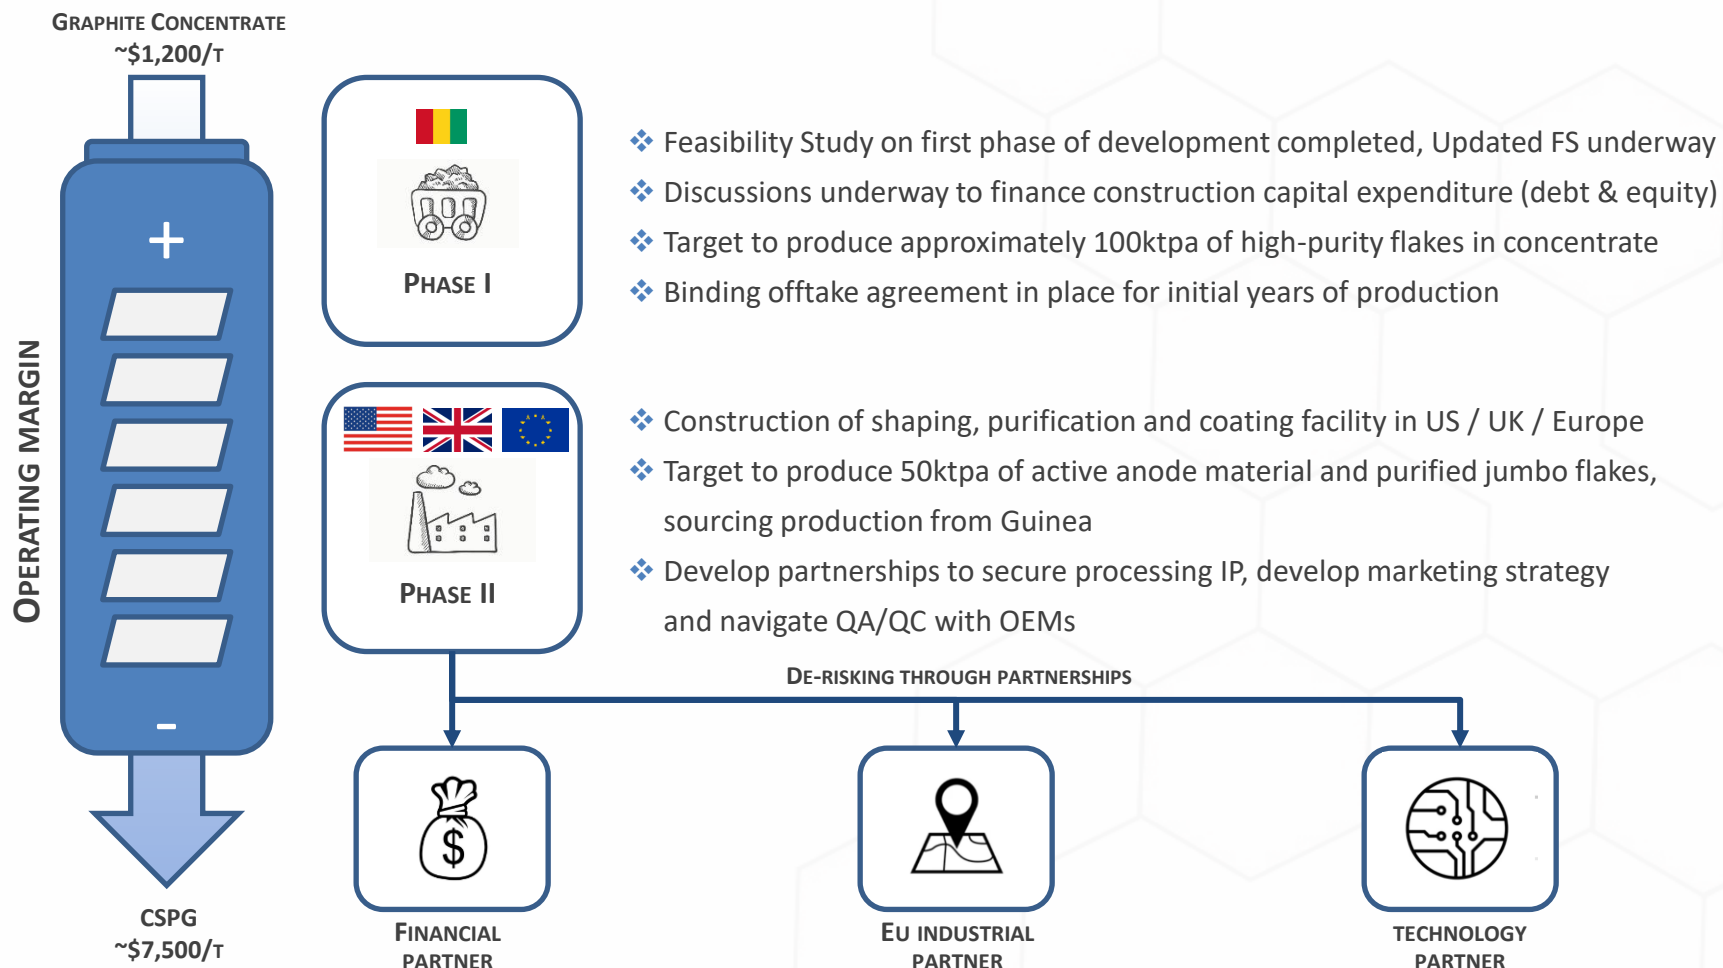 GRAPHITE CONCENTRATE
~$1,200/T
OPERATING MARGIN
+
-
CSPG
~$7,500/T
PHASE I
❖ Feasibility Study on first phase of development completed, Updated FS underway
❖ Discussions underway to finance construction capital expenditure (debt & equity)
❖ Target to produce approximately 100ktpa of high-purity flakes in concentrate
❖ Binding offtake agreement in place for initial years of production
PHASE II
❖ Construction of shaping, purification and coating facility in US / UK / Europe
❖ Target to produce 50ktpa of active anode material and purified jumbo flakes,
sourcing production from Guinea
❖ Develop partnerships to secure processing IP, develop marketing strategy
and navigate QA/QC with OEMs
DE-RISKING THROUGH PARTNERSHIPS
$
FINANCIAL
PARTNER
EU INDUSTRIAL
PARTNER
TECHNOLOGY
PARTNER